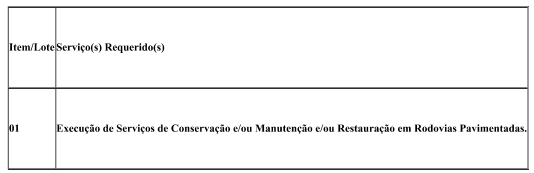 Item/Lote Serviço(s) Requerido(s)
01 Execução de Serviços de Conservação e/ou Manutenção e/ou Restauração em Rodovias Pavimentadas.